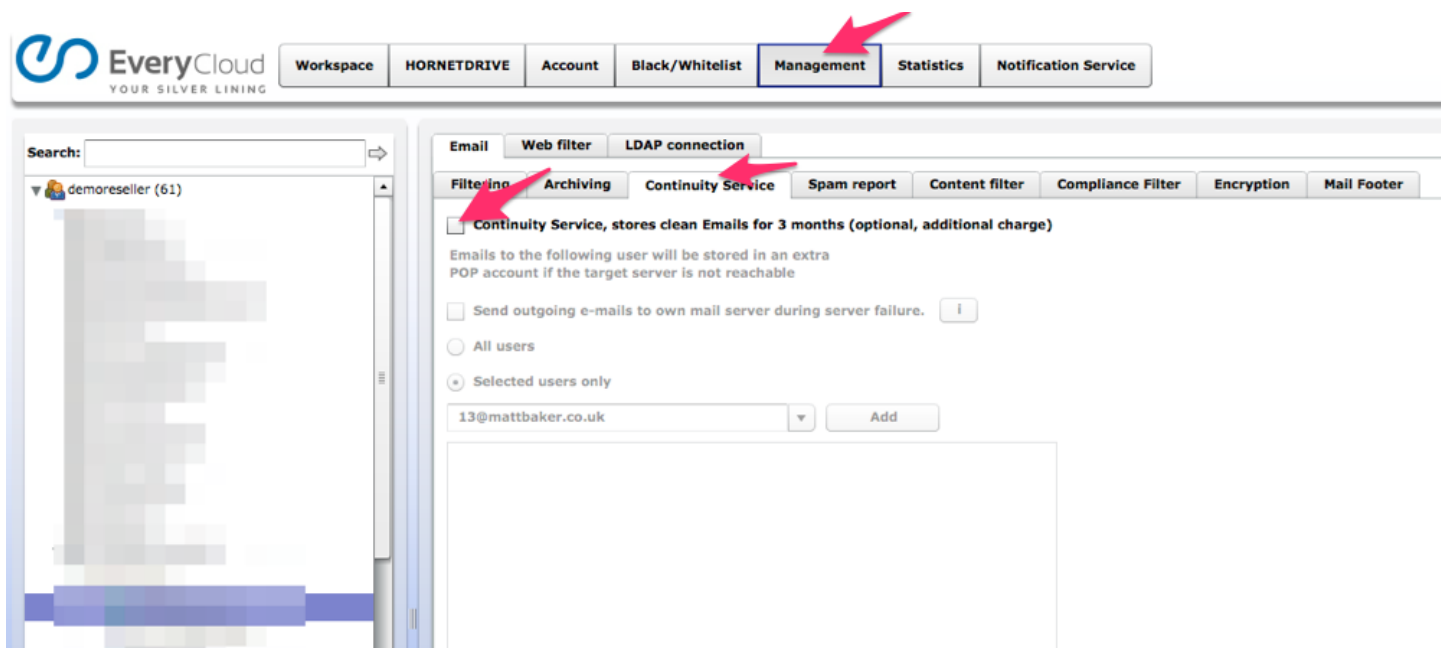 EveryCloud
YOUR SILVER LINING
Workspace
HORNETDRIVE
Account
Black/Whitelist
Management
Statistics
Notification Service
Search:
demoreseller (61)
Email
Web filter
LDAP connection
Filtering
Archiving
Continuity Service
Spam report
Content filter
Compliance Filter
Encryption
Mail Footer
Continuity Service, stores clean Emails for 3 months (optional, additional charge)
Emails to the following user will be stored in an extra
POP account if the target server is not reachable
Send outgoing e-mails to own mail server during server failure.
i
All users
Selected users only
13@mattbaker.co.uk
Add